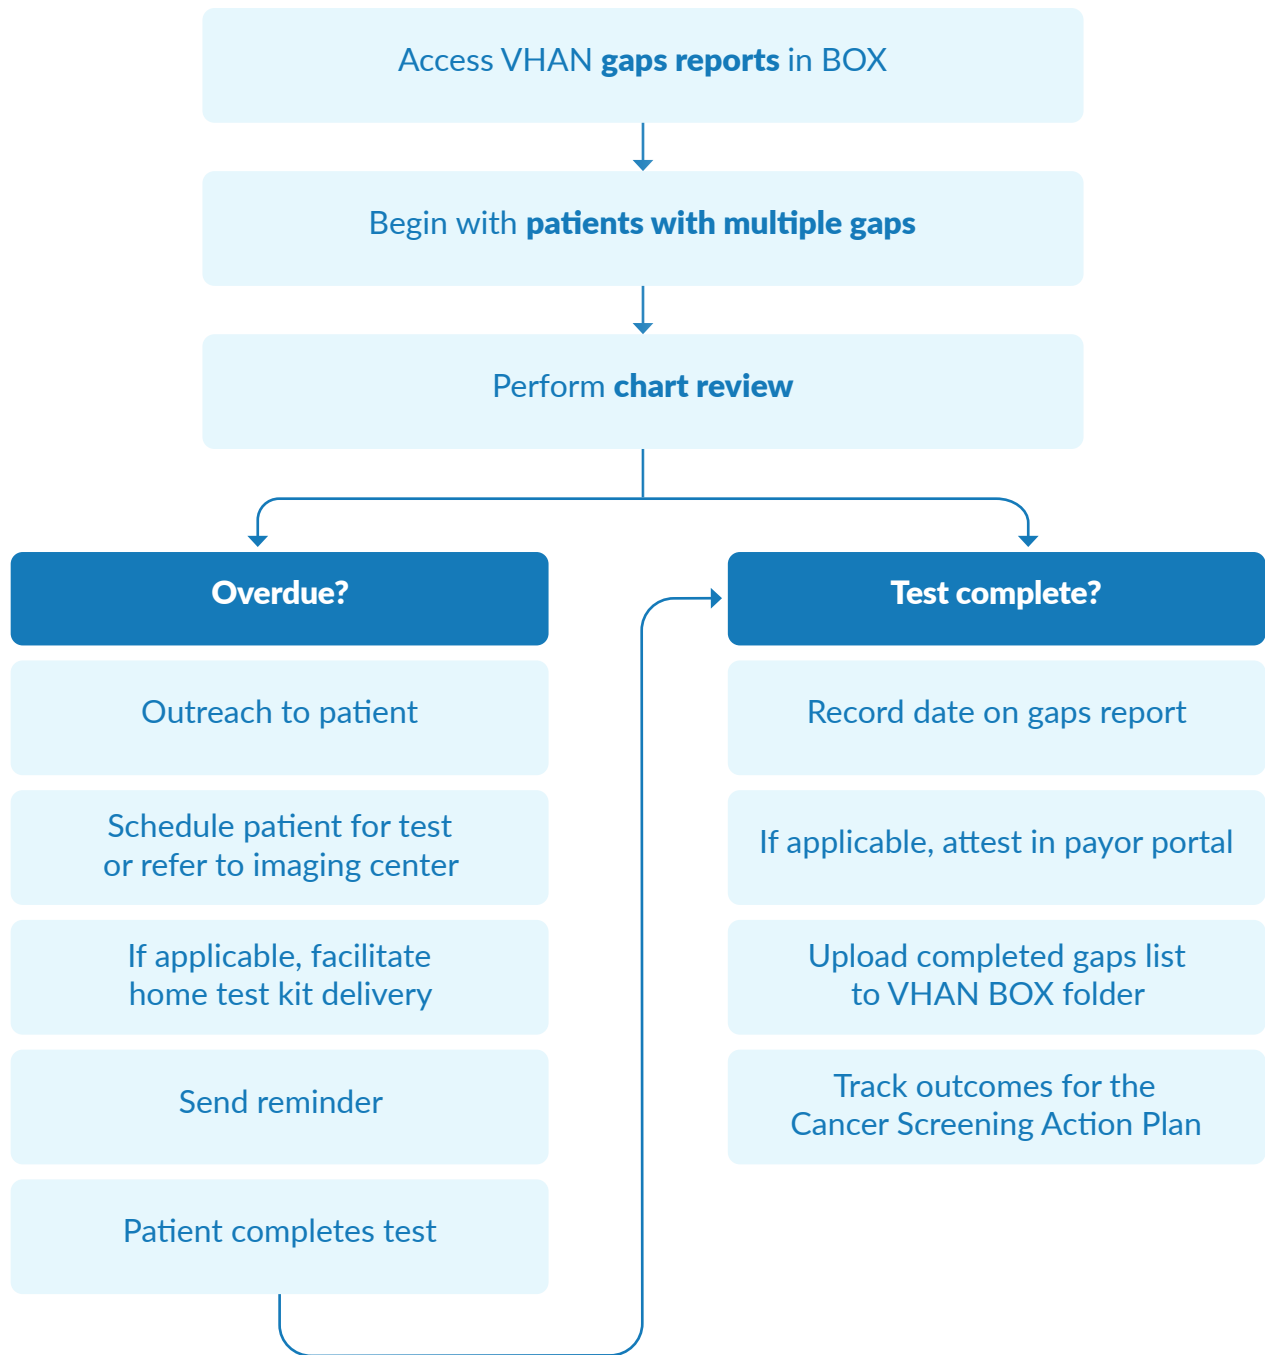 Access VHAN gaps reports in BOX
Begin with patients with multiple gaps
Perform chart review
Overdue?
Outreach to patient
Schedule patient for test
or refer to imaging center
If applicable, facilitate
home test kit delivery
Send reminder
Patient completes test
Test complete?
Record date on gaps report
If applicable, attest in payor portal
Upload completed gaps list
to VHAN BOX folder
Track outcomes for the
Cancer Screening Action Plan